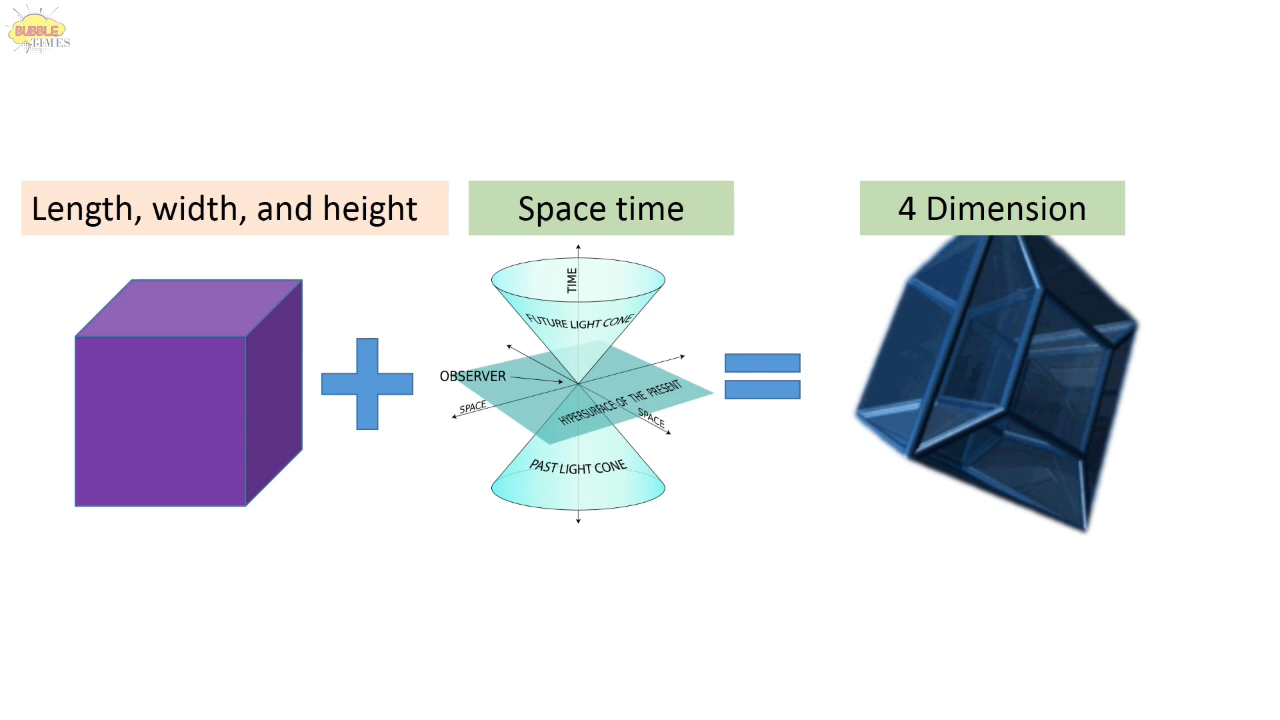 BUBBLE
TIMES
Length, width, and height
Space time
4 Dimension
TIME
FUTURE LIGHT CONE
OBSERVER
SPACE
HYPERSURFACE OF THE PRESENT
SPACE
PAST LIGHT CONE